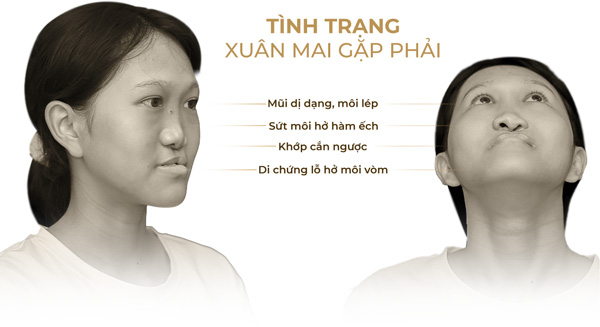 TÌNH TRẠNG
XUÂN MAI GẶP PHẢI
Mũi dị dạng, môi lép
Sứt môi hở hàm ếch
Khớp cắn ngược
Di chứng lỗ hở môi vòm